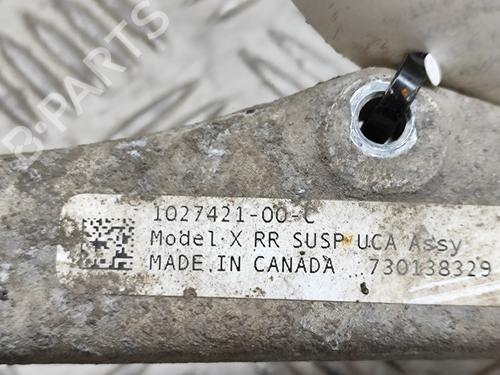 B-PARTS
1027421-00-C
Model X RR SUSP UCA Assy
MADE IN CANADA 730138329